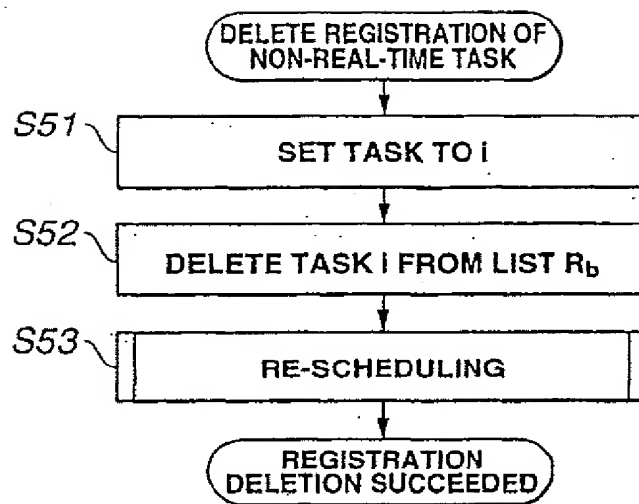 DELETE REGISTRATION OF
NON-REAL-TIME TASK
S51
SET TASK TO i
S52
DELETE TASK i FROM LIST Rb
S53
RE-SCHEDULING
REGISTRATION
DELETION SUCCEEDED